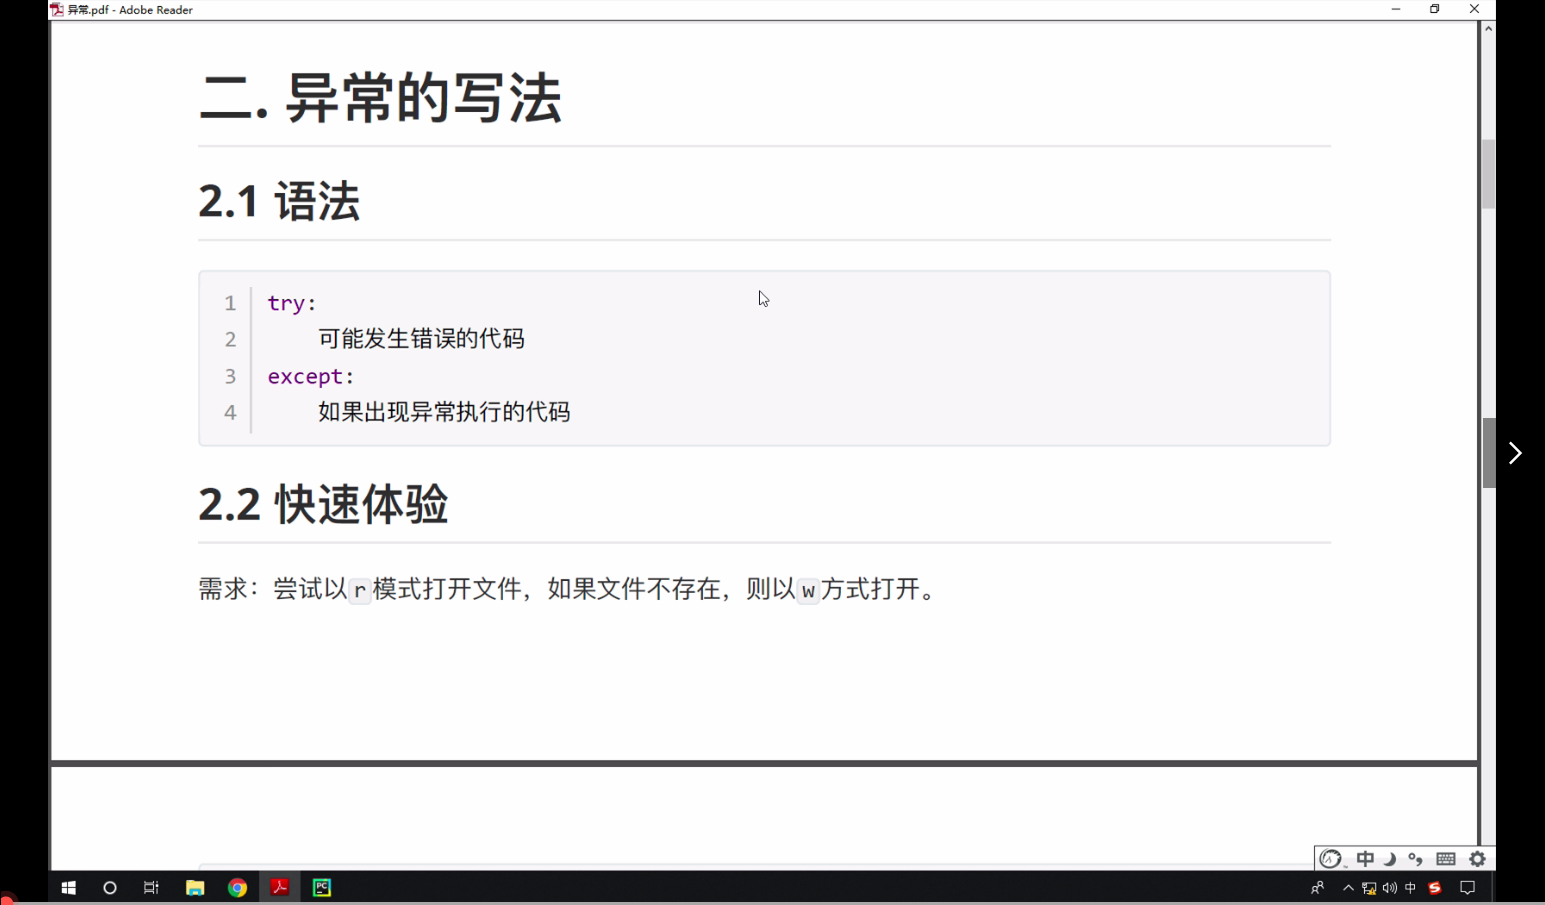 异常.pdf - Adobe Reader
二. 异常的写法
2.1 语法
1 try:
2 可能发生错误的代码
3 except:
4 如果出现异常执行的代码
2.2 快速体验
需求：尝试以r模式打开文件，如果文件不存在，则以w方式打开。
中
PC
中